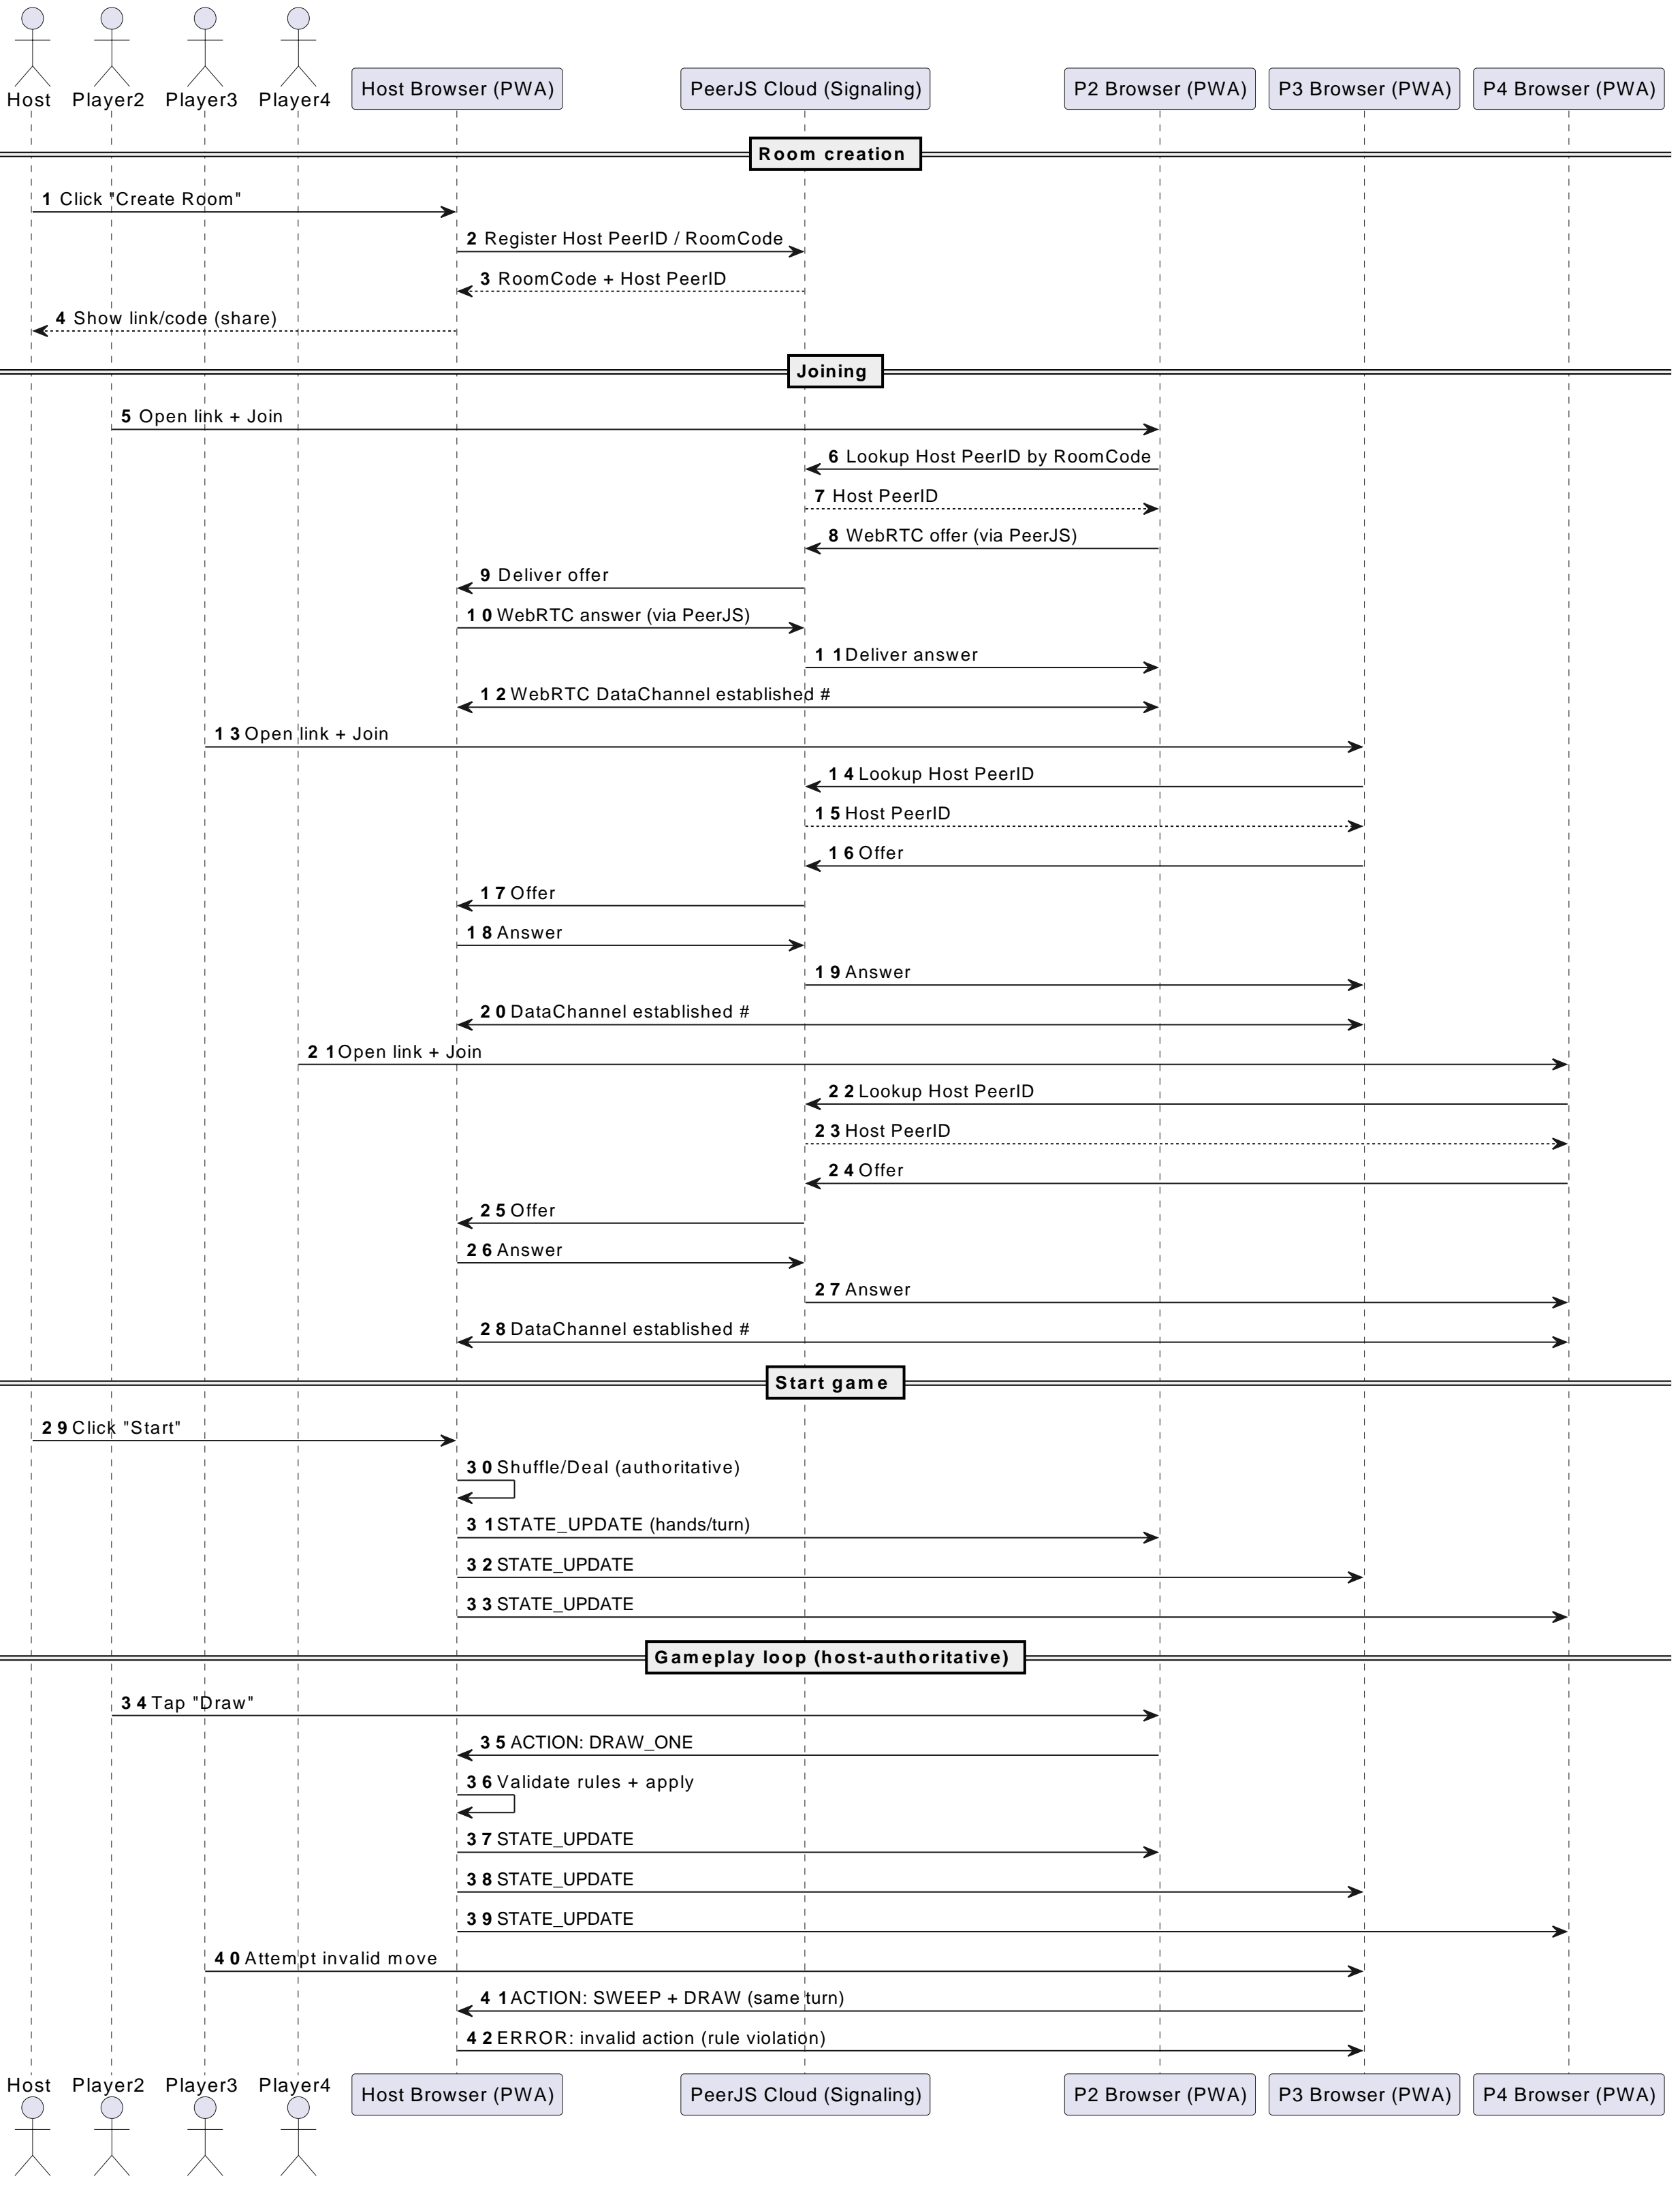 Host
Player2
Player3
Player4
Host Browser (PWA)
PeerJS Cloud (Signaling)
P2 Browser (PWA)
P3 Browser (PWA)
P4 Browser (PWA)
Room creation
1 Click "Create Room"
2 Register Host PeerID / RoomCode
3 RoomCode + Host PeerID
4 Show link/code (share)
Joining
5 Open link + Join
6 Lookup Host PeerID by RoomCode
7 Host PeerID
8 WebRTC offer (via PeerJS)
9 Deliver offer
10 WebRTC answer (via PeerJS)
11 Deliver answer
12 WebRTC DataChannel established #
13 Open link + Join
14 Lookup Host PeerID
15 Host PeerID
16 Offer
17 Offer
18 Answer
19 Answer
20 DataChannel established #
21 Open link + Join
22 Lookup Host PeerID
23 Host PeerID
24 Offer
25 Offer
26 Answer
27 Answer
28 DataChannel established #
Start game
29 Click "Start"
30 Shuffle/Deal (authoritative)
31 STATE_UPDATE (hands/turn)
32 STATE_UPDATE
33 STATE_UPDATE
Gameplay loop (host-authoritative)
34 Tap "Draw"
35 ACTION: DRAW_ONE
36 Validate rules + apply
37 STATE_UPDATE
38 STATE_UPDATE
39 STATE_UPDATE
40 Attempt invalid move
41 ACTION: SWEEP + DRAW (same turn)
42 ERROR: invalid action (rule violation)
Host
Player2
Player3
Player4
Host Browser (PWA)
PeerJS Cloud (Signaling)
P2 Browser (PWA)
P3 Browser (PWA)
P4 Browser (PWA)